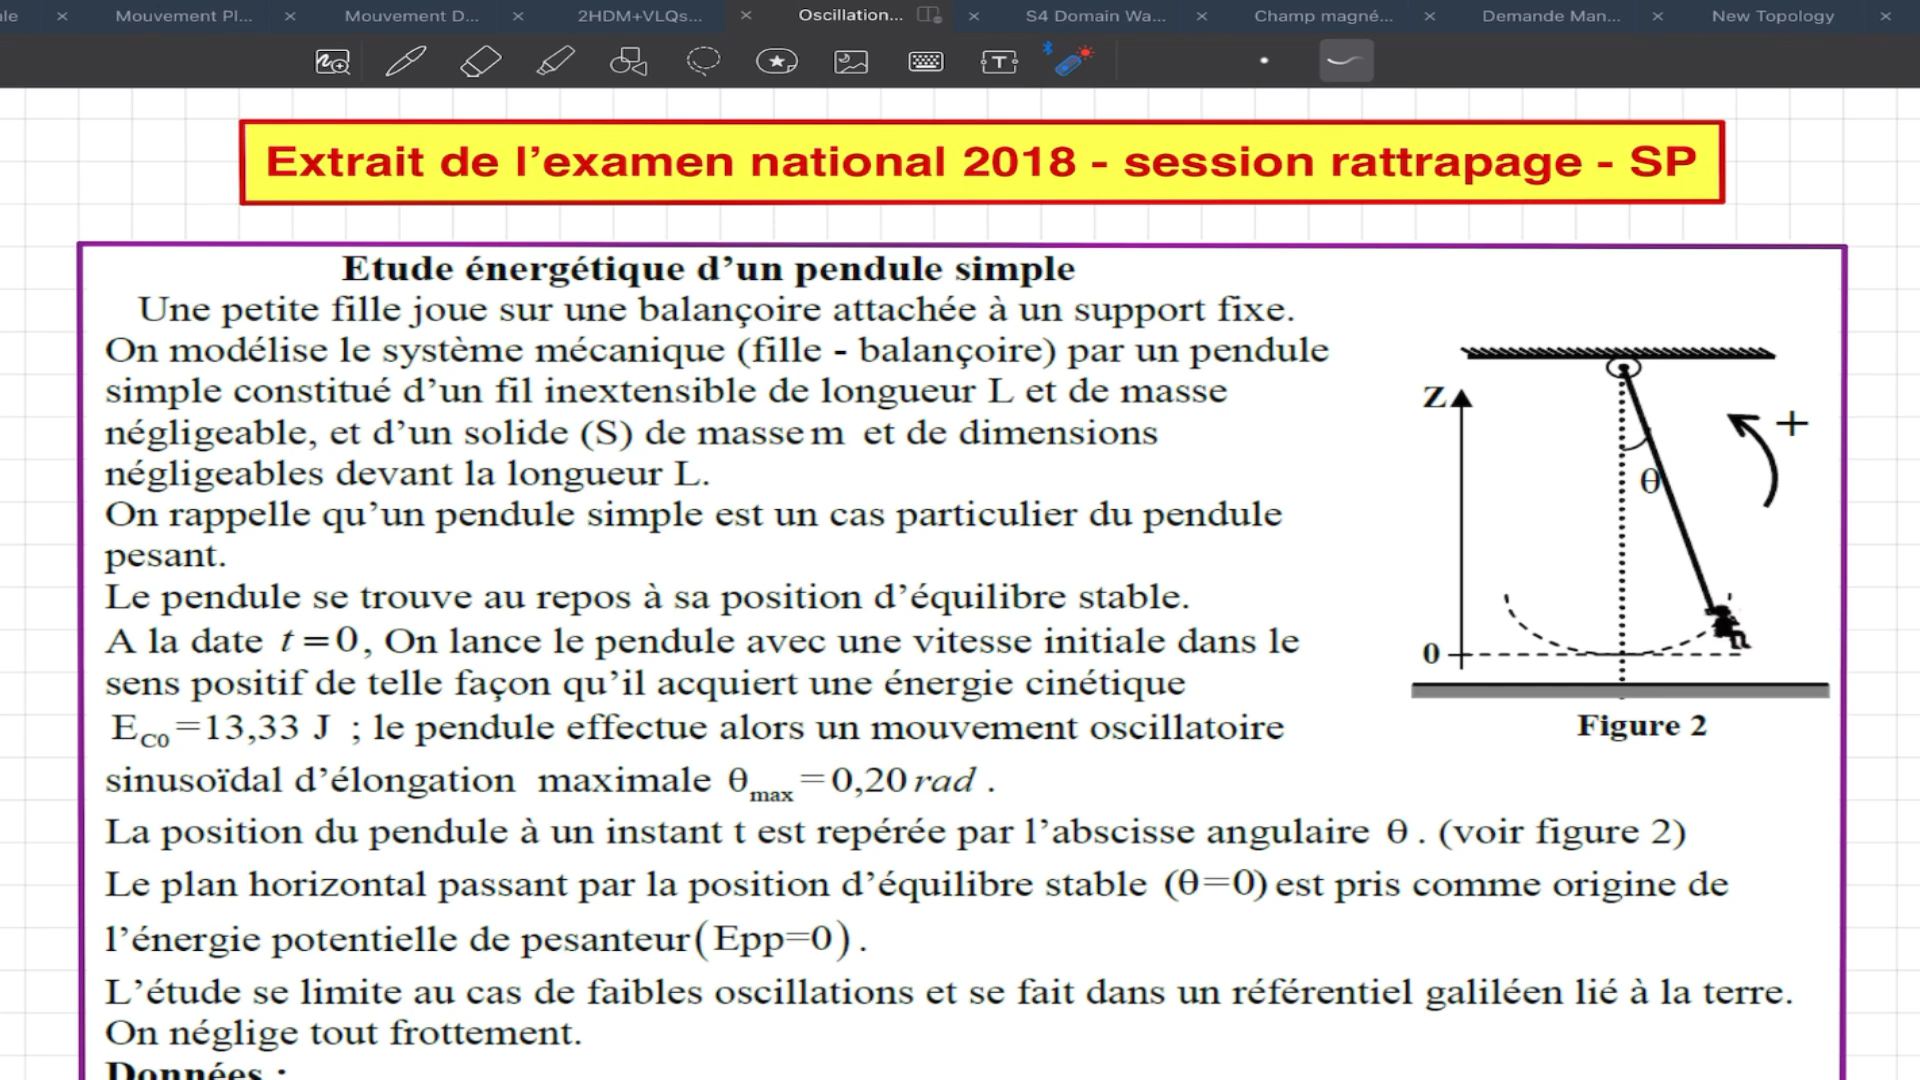 ale
Mouvement Pl...
Mouvement D...
2HDM+VLQs...
Oscillation...
S4 Domain Wa...
Champ magné...
Demande Man...
New Topology
Extrait de l’examen national 2018 - session rattrapage - SP
Etude énergétique d’un pendule simple
Une petite fille joue sur une balançoire attachée à un support fixe.
On modélise le système mécanique (fille - balançoire) par un pendule
simple constitué d’un fil inextensible de longueur L et de masse
négligeable, et d’un solide (S) de masse m et de dimensions
négligeables devant la longueur L.
On rappelle qu’un pendule simple est un cas particulier du pendule
pesant.
Le pendule se trouve au repos à sa position d’équilibre stable.
A la date t = 0, On lance le pendule avec une vitesse initiale dans le
sens positif de telle façon qu’il acquiert une énergie cinétique
E_C0 = 13,33 J ; le pendule effectue alors un mouvement oscillatoire
sinusoïdal d’élongation maximale θ_max = 0,20 rad .
Z
+
θ
0
Figure 2
La position du pendule à un instant t est repérée par l’abscisse angulaire θ . (voir figure 2)
Le plan horizontal passant par la position d’équilibre stable (θ=0) est pris comme origine de
l’énergie potentielle de pesanteur (Epp=0) .
L’étude se limite au cas de faibles oscillations et se fait dans un référentiel galiléen lié à la terre.
On néglige tout frottement.
Données :